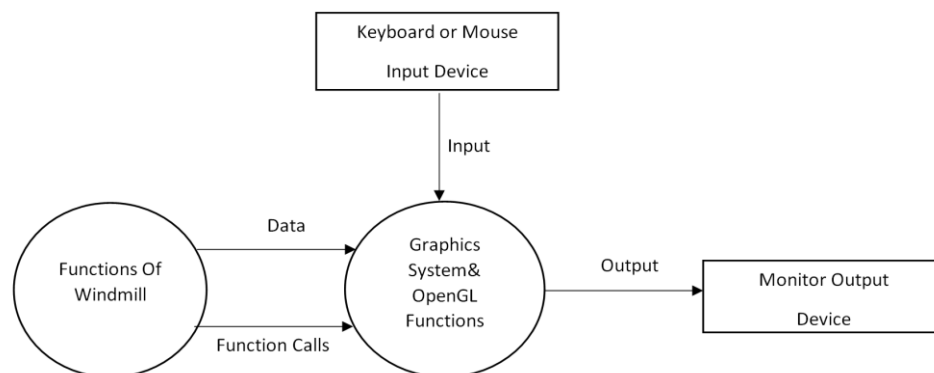 Keyboard or Mouse
Input Device
Input
Data
Functions Of
Windmill
Function Calls
Graphics
System&
OpenGL
Functions
Output
Monitor Output
Device